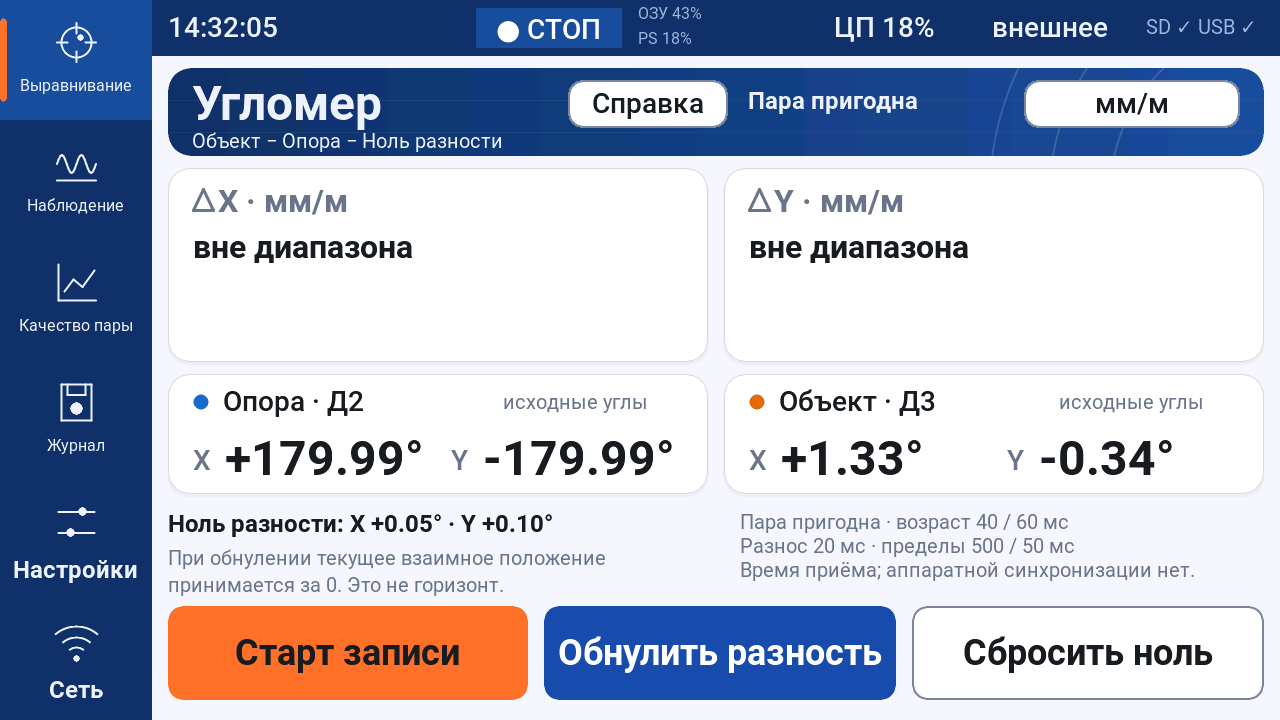 14:32:05
● СТОП
ОЗУ 43%
PS 18%
ЦП 18%
внешнее
SD ✓ USB ✓
Выравнивание
Наблюдение
Качество пары
Журнал
Настройки
Сеть
Угломер
Объект – Опора – Ноль разности
Справка
Пара пригодна
мм/м
△X · мм/м
вне диапазона
△Y · мм/м
вне диапазона
Опора · Д2
исходные углы
X +179.99° Y -179.99°
Объект · Д3
исходные углы
X +1.33° Y -0.34°
Ноль разности: X +0.05° · Y +0.10°
При обнулении текущее взаимное положение
принимается за 0. Это не горизонт.
Пара пригодна · возраст 40 / 60 мс
Разнос 20 мс · пределы 500 / 50 мс
Время приёма; аппаратной синхронизации нет.
Старт записи
Обнулить разность
Сбросить ноль